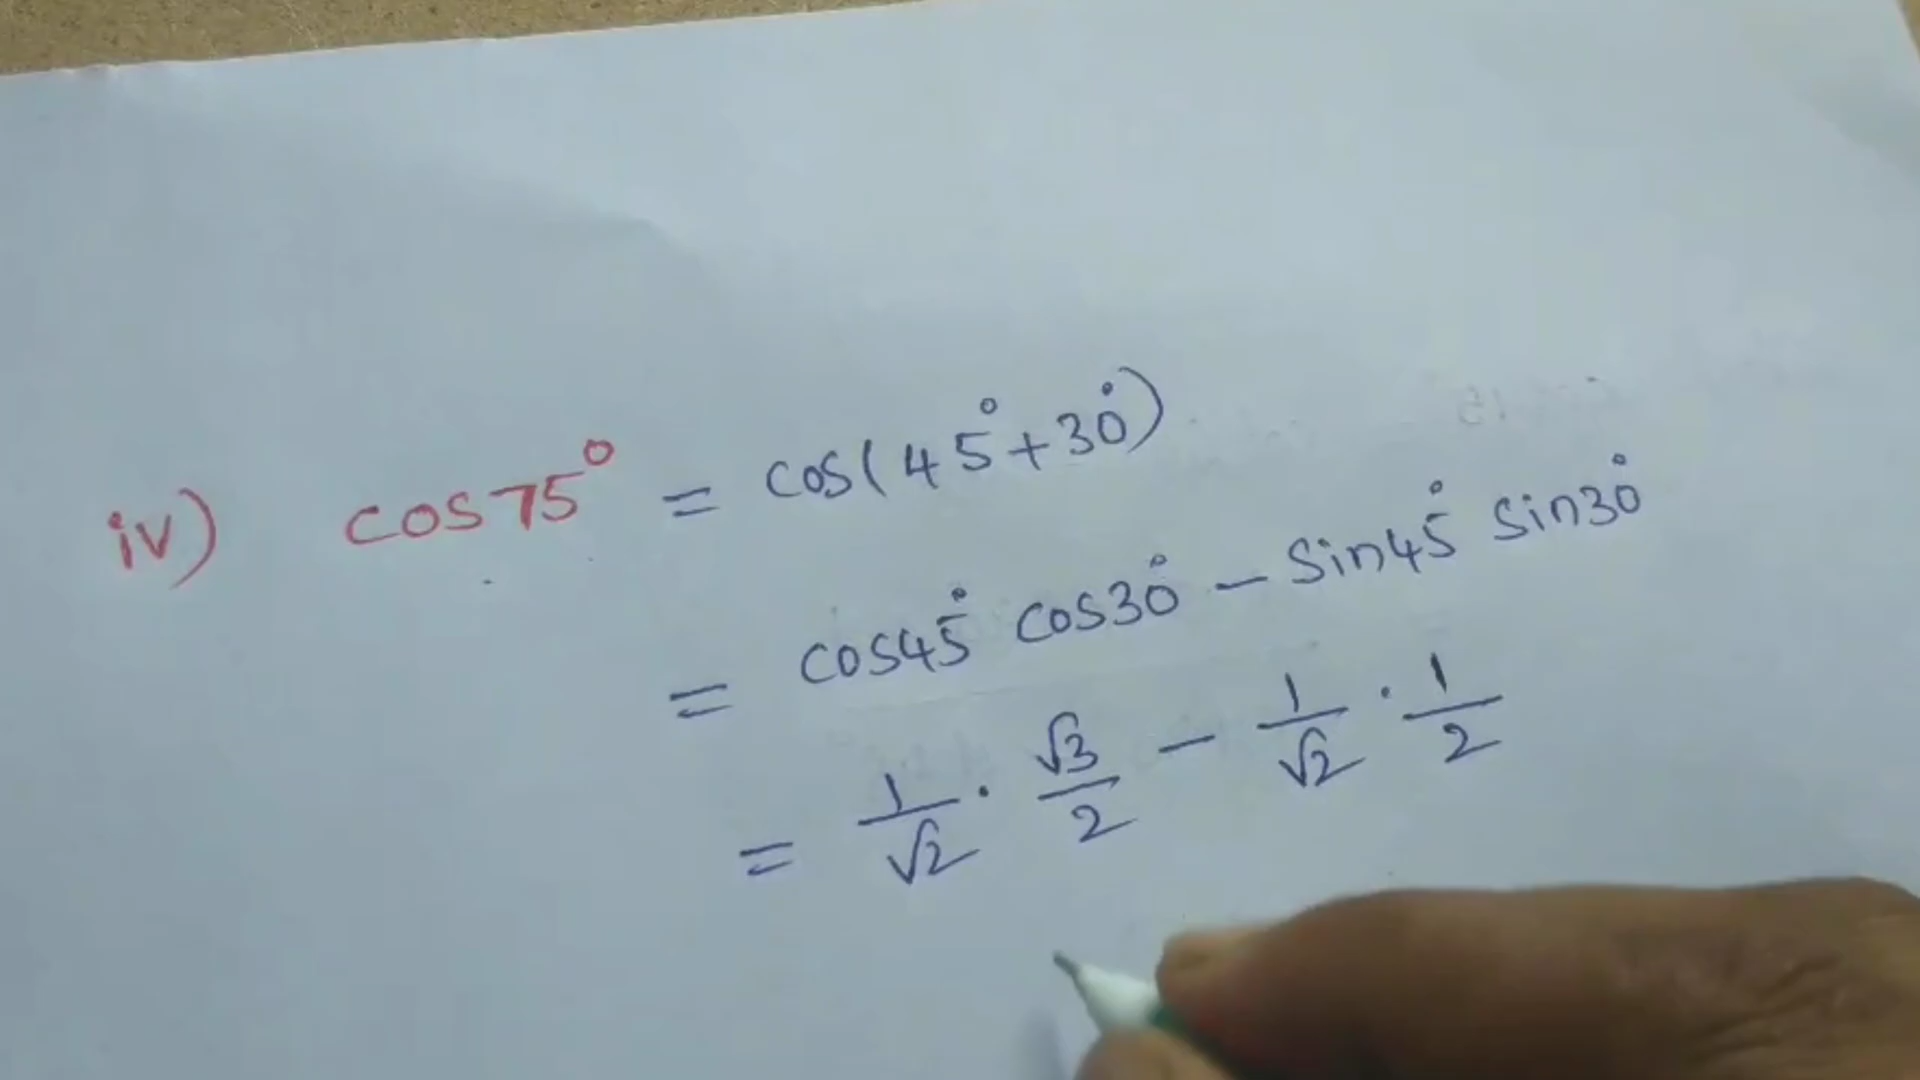 iv) cos75° = cos(45°+30°)
= cos45° cos30° – sin45° sin30°
= 1/√2 · √3/2 – 1/√2 · 1/2